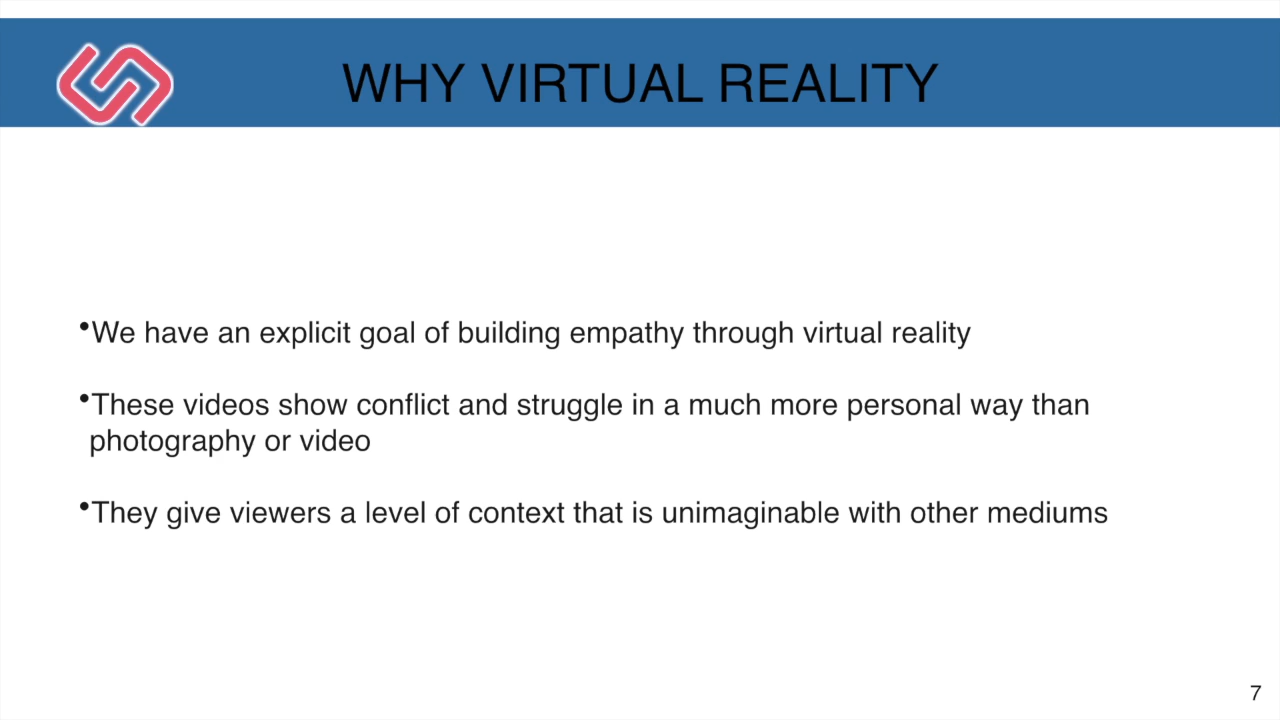 WHY VIRTUAL REALITY
•We have an explicit goal of building empathy through virtual reality
•These videos show conflict and struggle in a much more personal way than
photography or video
•They give viewers a level of context that is unimaginable with other mediums
7